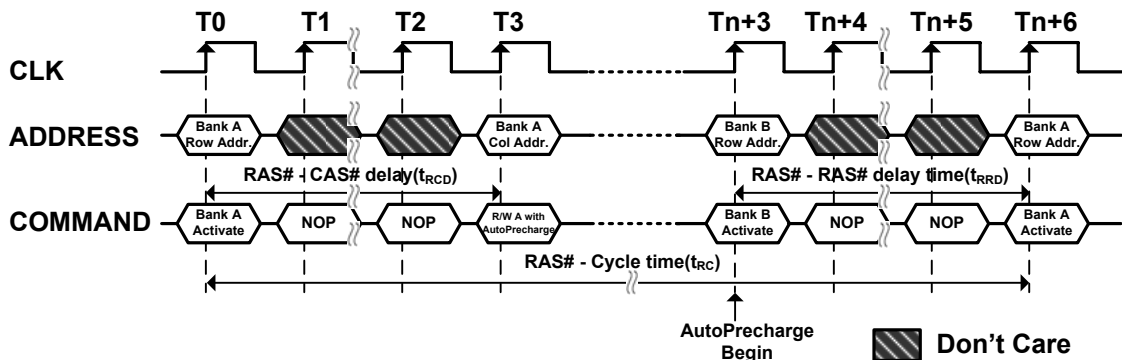 T0 T1 T2 T3 Tn+3 Tn+4 Tn+5 Tn+6
CLK
ADDRESS
Bank A
Row Addr.
Bank A
Col Addr.
Bank B
Row Addr.
Bank A
Row Addr.
RAS# - CAS# delay(tRCD)
RAS# - RAS# delay time(tRRD)
COMMAND
Bank A
Activate
NOP
NOP
R/W A with
AutoPrecharge
Bank B
Activate
NOP
NOP
Bank A
Activate
RAS# - Cycle time(tRC)
AutoPrecharge
Begin
Don't Care